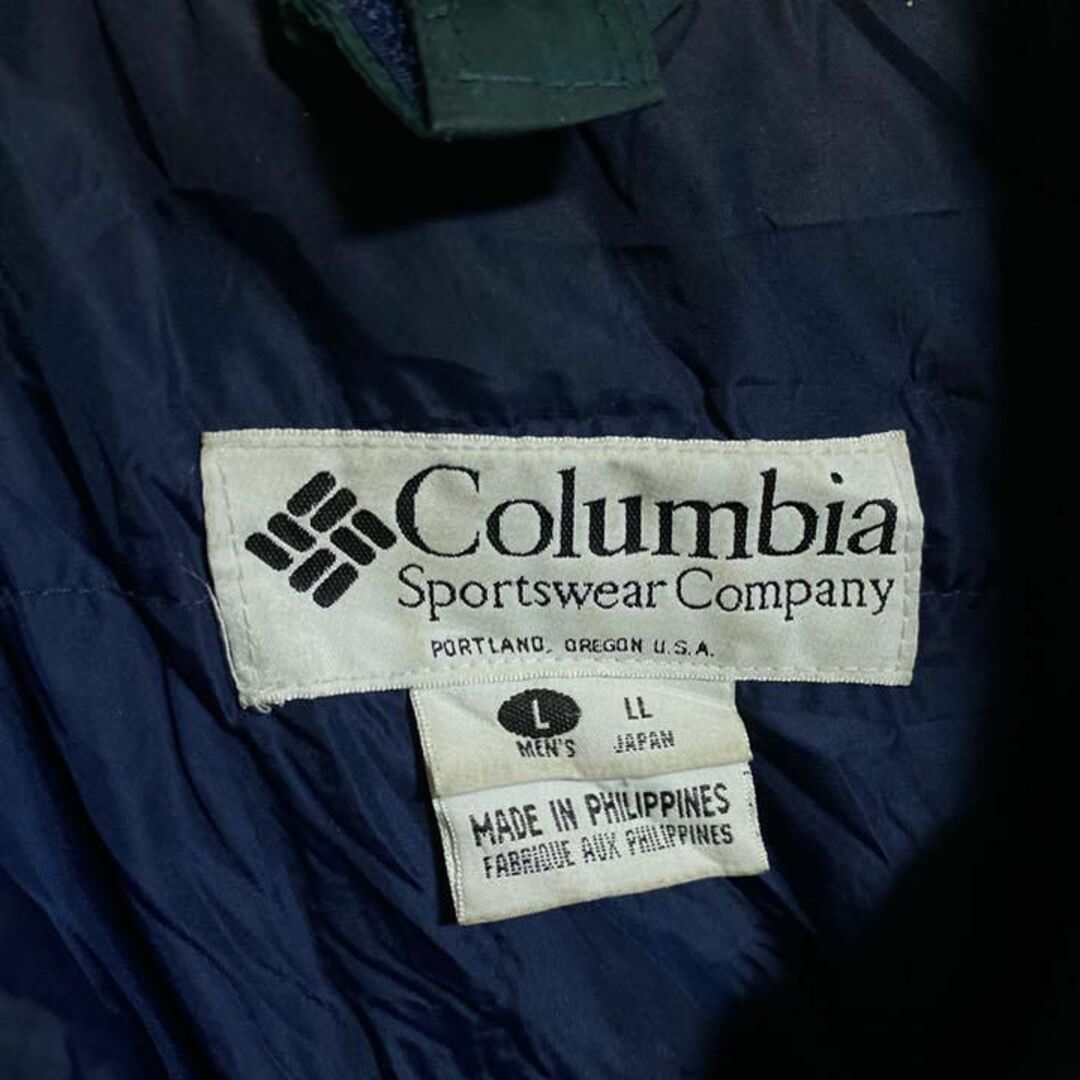 Columbia
Sportswear Company
PORTLAND, OREGON U.S.A.
L LL
MEN'S JAPAN
MADE IN PHILIPPINES
FABRIQUE AUX PHILIPPINES